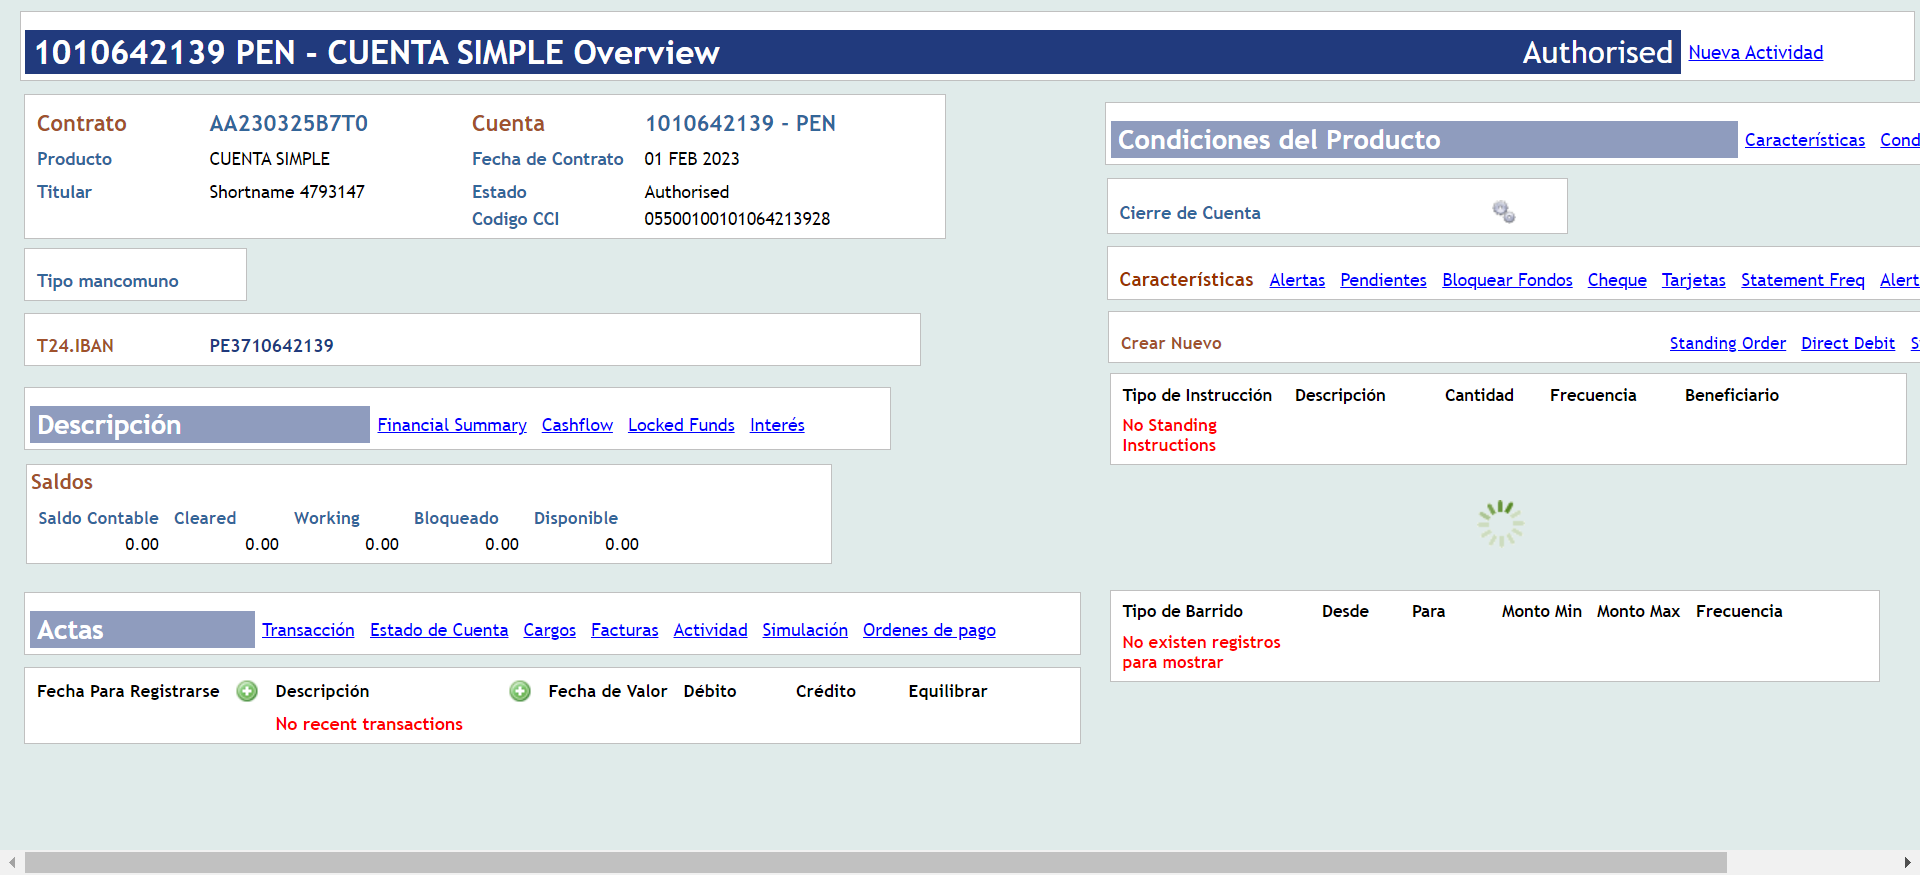 1010642139 PEN - CUENTA SIMPLE Overview Authorised Nueva Actividad
Contrato AA230325B7T0 Cuenta 1010642139 - PEN
Producto CUENTA SIMPLE Fecha de Contrato 01 FEB 2023
Titular Shortname 4793147 Estado Authorised
Codigo CCI 05500100101064213928
Tipo mancomuno
T24.IBAN PE3710642139
Descripción Financial Summary Cashflow Locked Funds Interés
Saldos
Saldo Contable Cleared Working Bloqueado Disponible
0.00 0.00 0.00 0.00 0.00
Actas Transacción Estado de Cuenta Cargos Facturas Actividad Simulación Ordenes de pago
Fecha Para Registrarse Descripción Fecha de Valor Débito Crédito Equilibrar
No recent transactions
Condiciones del Producto Características Cond
Cierre de Cuenta
Características Alertas Pendientes Bloquear Fondos Cheque Tarjetas Statement Freq Alert
Crear Nuevo Standing Order Direct Debit S
Tipo de Instrucción Descripción Cantidad Frecuencia Beneficiario
No Standing
Instructions
Tipo de Barrido Desde Para Monto Min Monto Max Frecuencia
No existen registros
para mostrar